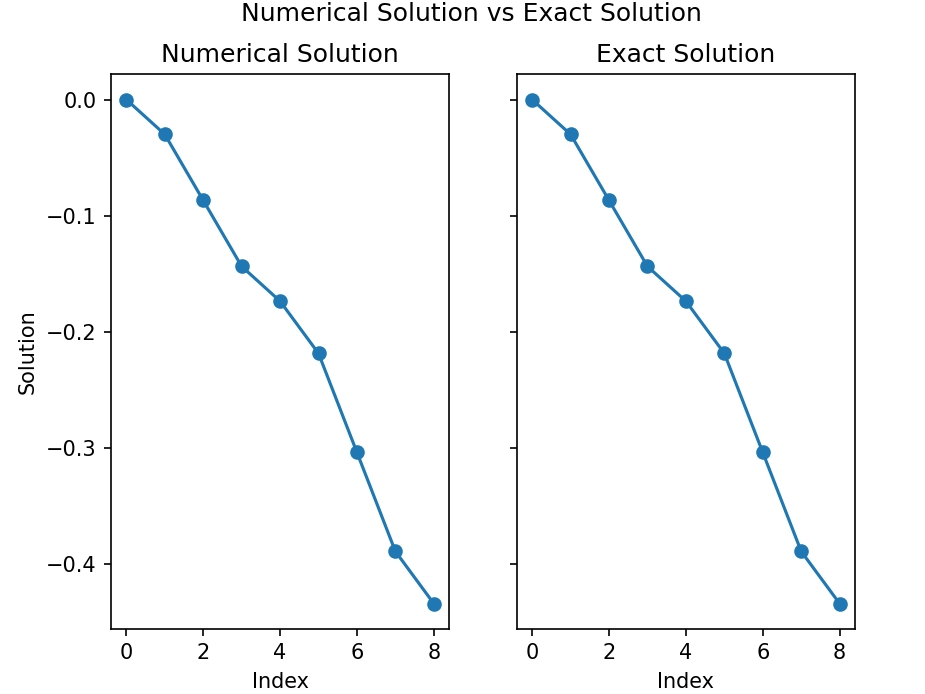 Numerical Solution vs Exact Solution
Numerical Solution
Exact Solution
Solution
0.0
−0.1
−0.2
−0.3
−0.4
0 2 4 6 8
Index
0 2 4 6 8
Index